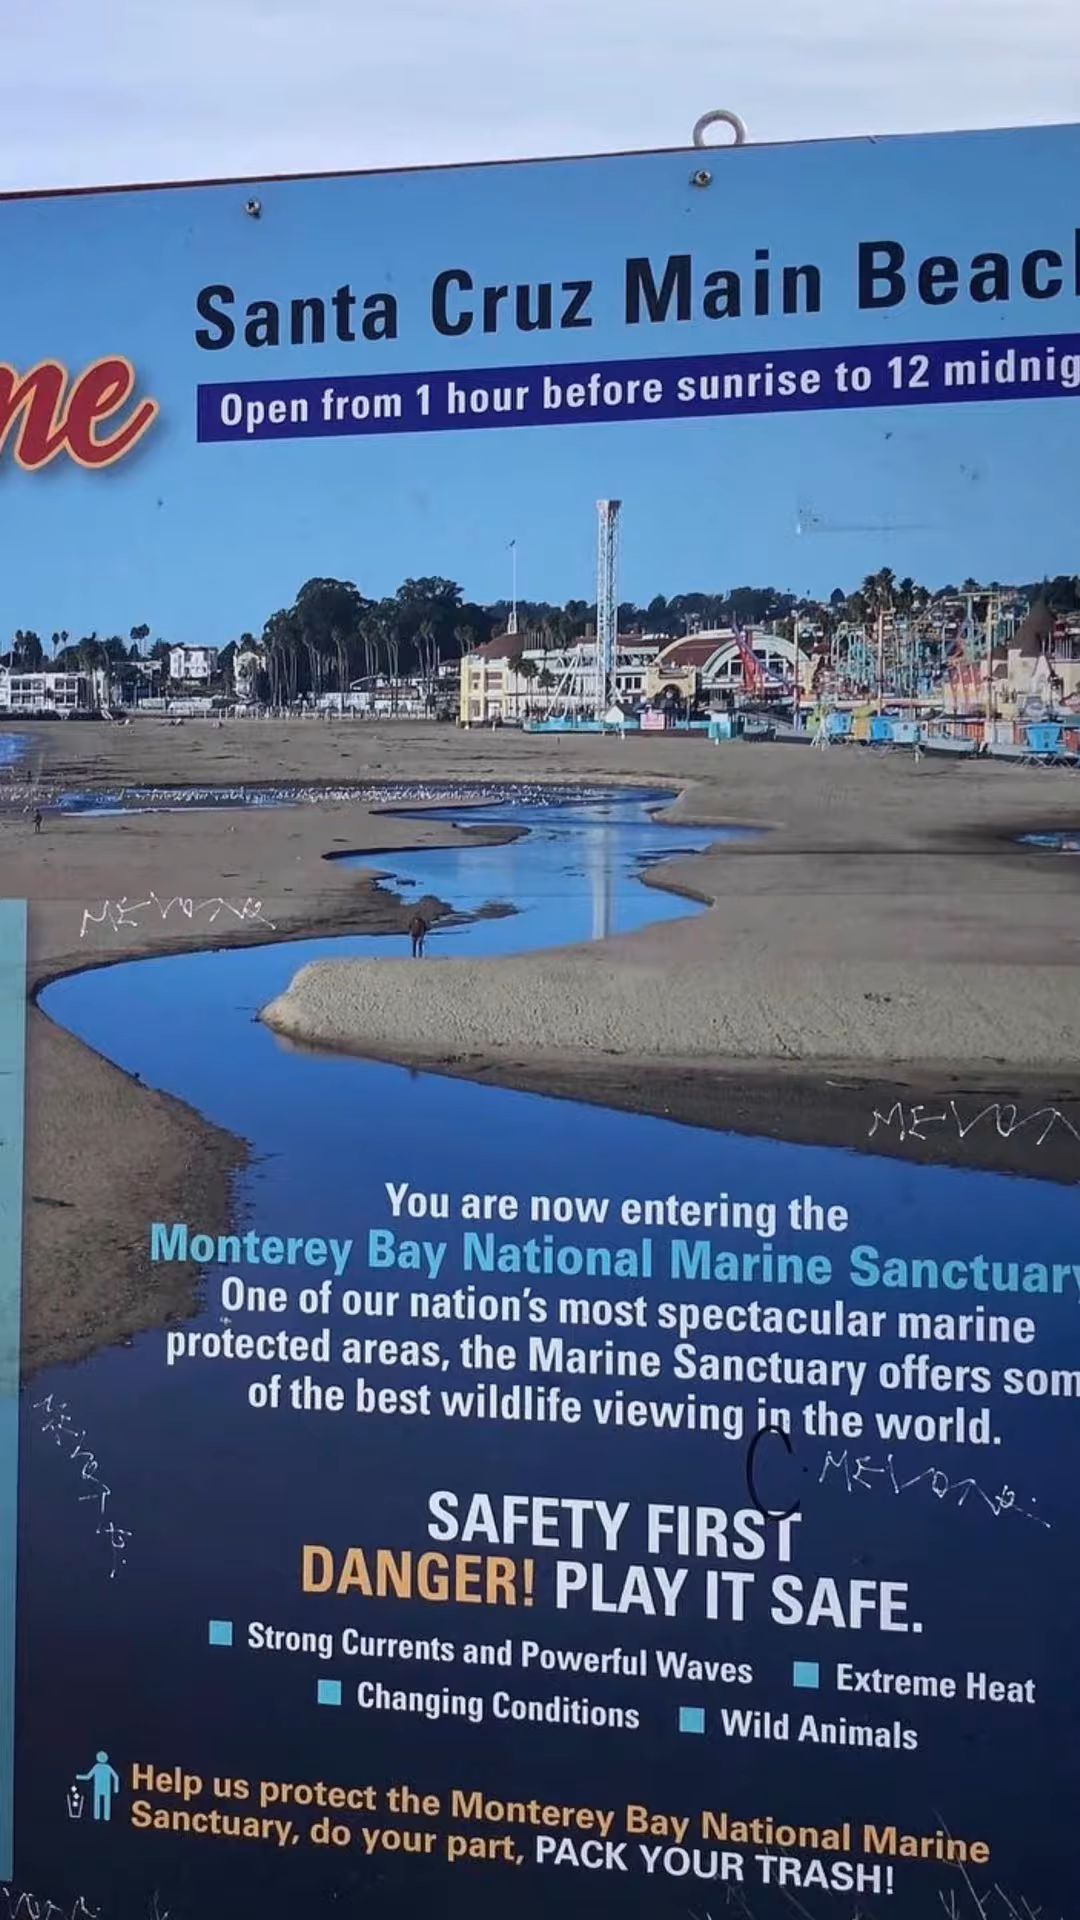 Santa Cruz Main Beach
ne
Open from 1 hour before sunrise to 12 midnig
MEVONQ
MEVON
You are now entering the
Monterey Bay National Marine Sanctuary
One of our nation's most spectacular marine
protected areas, the Marine Sanctuary offers som
of the best wildlife viewing in the world.
C
SAFETY FIRST
DANGER! PLAY IT SAFE.
Strong Currents and Powerful Waves
Extreme Heat
Changing Conditions
Wild Animals
Help us protect the Monterey Bay National Marine
Sanctuary, do your part, PACK YOUR TRASH!